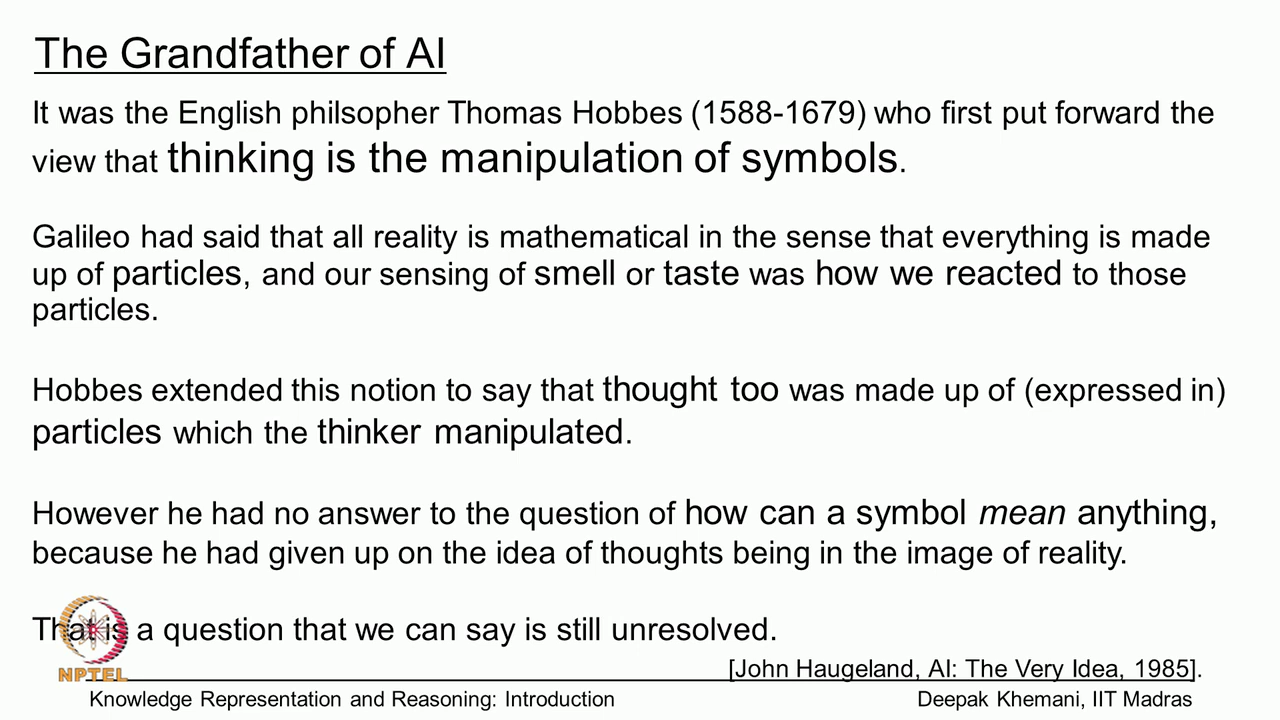 The Grandfather of AI
It was the English philsopher Thomas Hobbes (1588-1679) who first put forward the
view that thinking is the manipulation of symbols.
Galileo had said that all reality is mathematical in the sense that everything is made
up of particles, and our sensing of smell or taste was how we reacted to those
particles.
Hobbes extended this notion to say that thought too was made up of (expressed in)
particles which the thinker manipulated.
However he had no answer to the question of how can a symbol mean anything,
because he had given up on the idea of thoughts being in the image of reality.
That is a question that we can say is still unresolved.
NPTEL
[John Haugeland, AI: The Very Idea, 1985].
Knowledge Representation and Reasoning: Introduction
Deepak Khemani, IIT Madras